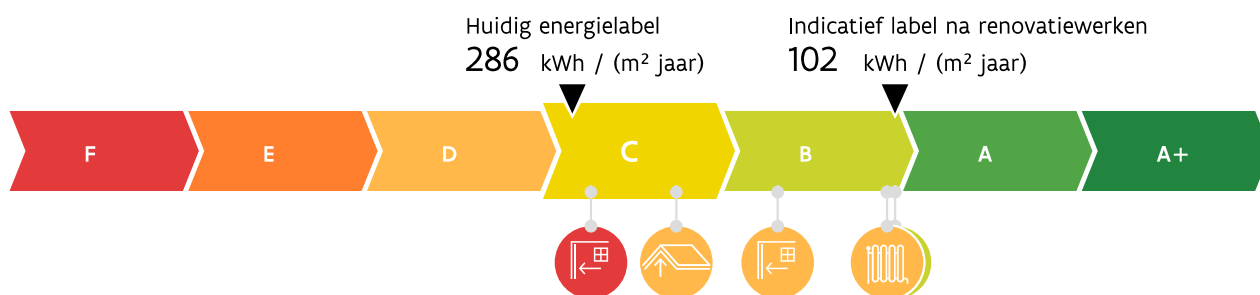 Huidig energielabel
286 kWh / (m² jaar)
Indicatief label na renovatiewerken
102 kWh / (m² jaar)
F E D C B A A+